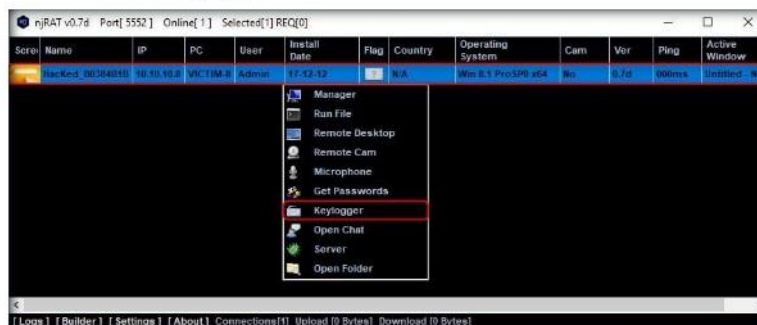 njRAT v0.7d Port[ 5552 ] Online[ 1 ] Selected[1] REQ[0]
Scre Name IP PC User Install Date Flag Country Operating System Cam Ver Ping Active Window
HacKed_ 10.10.10.8 VICTIM-8 Admin 17-12-12 ? N/A Win 8.1 ProSP0 x64 No 0.7d 000ms Untitled - N
Manager
Run File
Remote Desktop
Remote Cam
Microphone
Get Passwords
Keylogger
Open Chat
Server
Open Folder
[ Logs ] [ Builder ] [ Settings ] [ About ] Connections[1] Upload [0 Bytes] Download [0 Bytes]